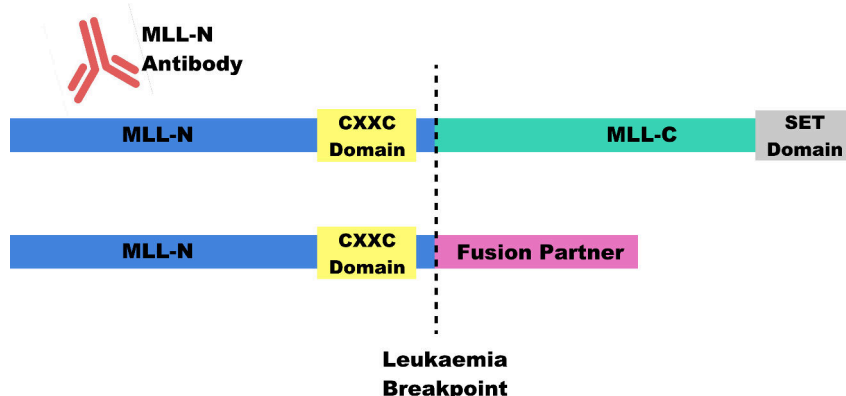 MLL-N
Antibody
MLL-N
CXXC
Domain
MLL-C
SET
Domain
MLL-N
CXXC
Domain
Fusion Partner
Leukaemia
Breakpoint